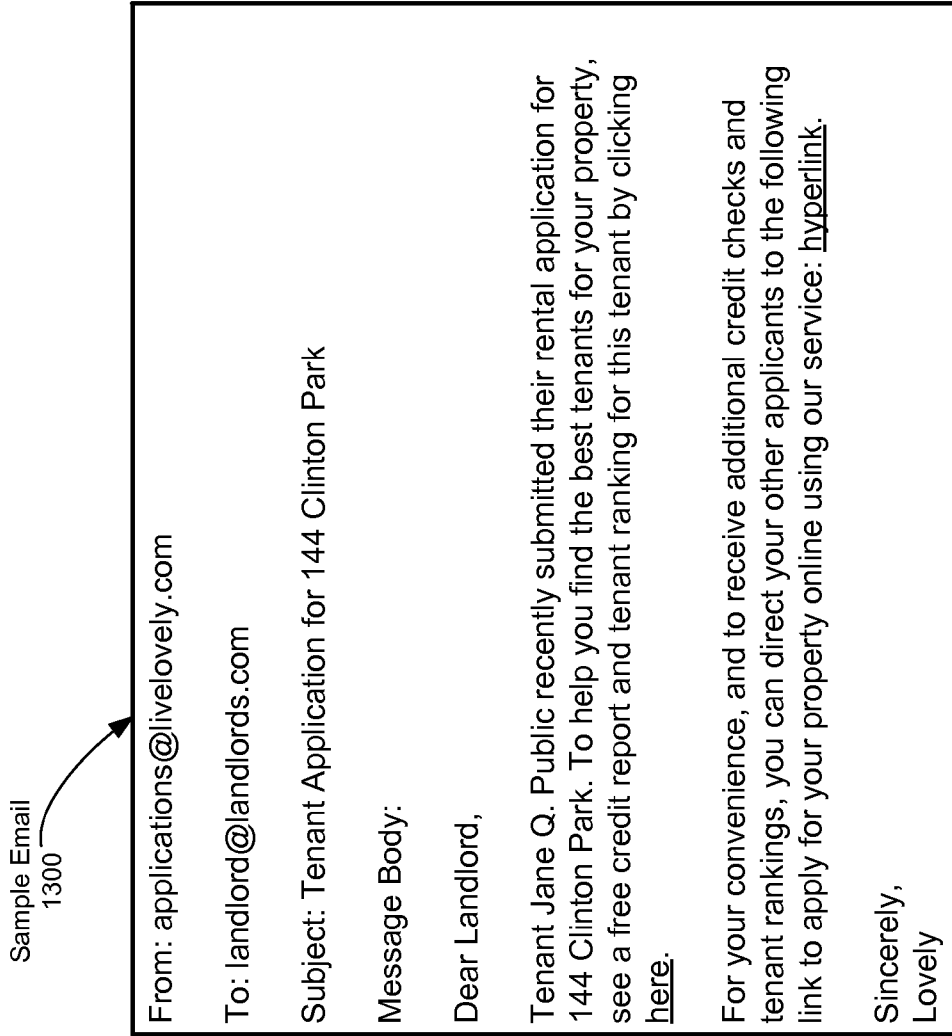 Sample Email
1300
From: applications@livelovely.com
To: landlord@landlords.com
Subject: Tenant Application for 144 Clinton Park
Message Body:
Dear Landlord,
Tenant Jane Q. Public recently submitted their rental application for
144 Clinton Park. To help you find the best tenants for your property,
see a free credit report and tenant ranking for this tenant by clicking
here.
For your convenience, and to receive additional credit checks and
tenant rankings, you can direct your other applicants to the following
link to apply for your property online using our service: hyperlink.
Sincerely,
Lovely